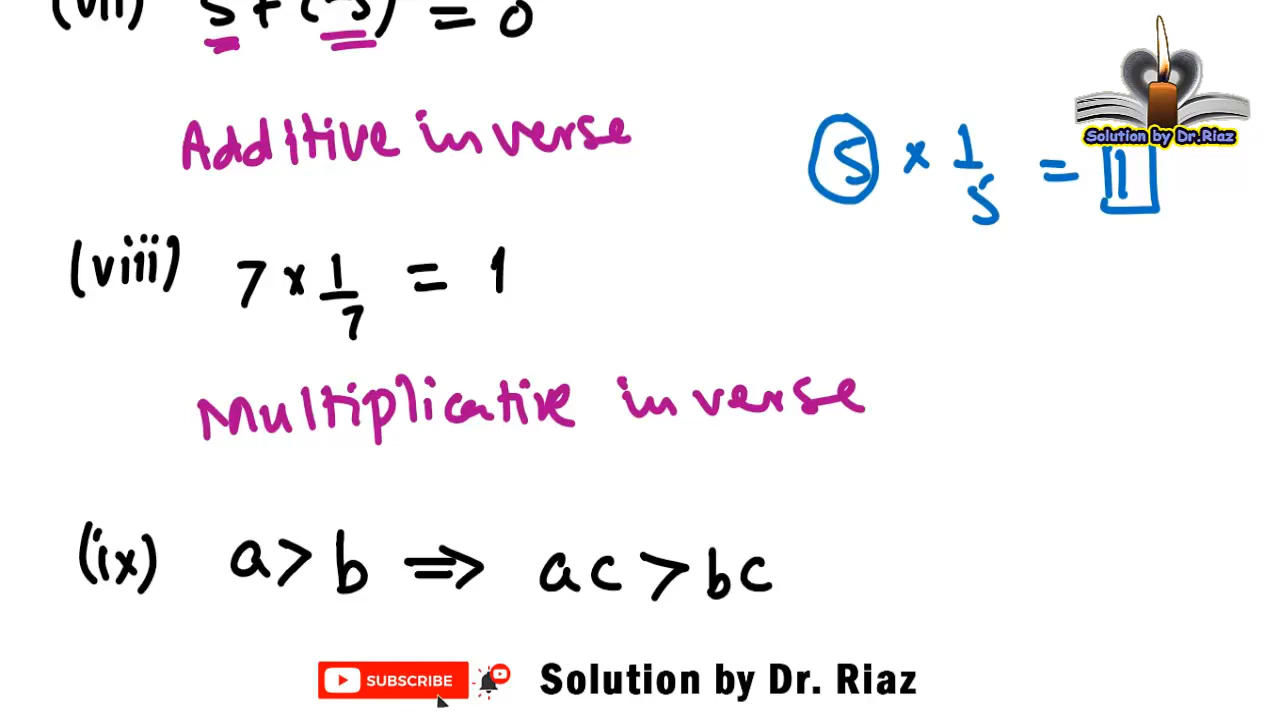 (vii) 5 + (-5) = 0
Additive inverse
5 × 1/5 = 1
Solution by Dr.Riaz
(viii) 7 × 1/7 = 1
Multiplicative inverse
(ix) a > b ⇒ ac > bc
SUBSCRIBE
Solution by Dr. Riaz